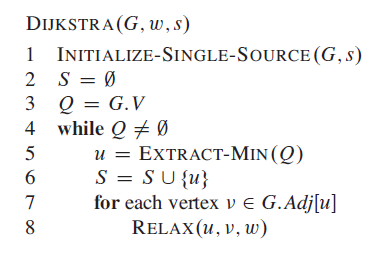 DIJKSTRA(G, w, s)
1 INITIALIZE-SINGLE-SOURCE(G, s)
2 S = ∅
3 Q = G.V
4 while Q ≠ ∅
5 u = EXTRACT-MIN(Q)
6 S = S ∪ {u}
7 for each vertex v ∈ G.Adj[u]
8 RELAX(u, v, w)